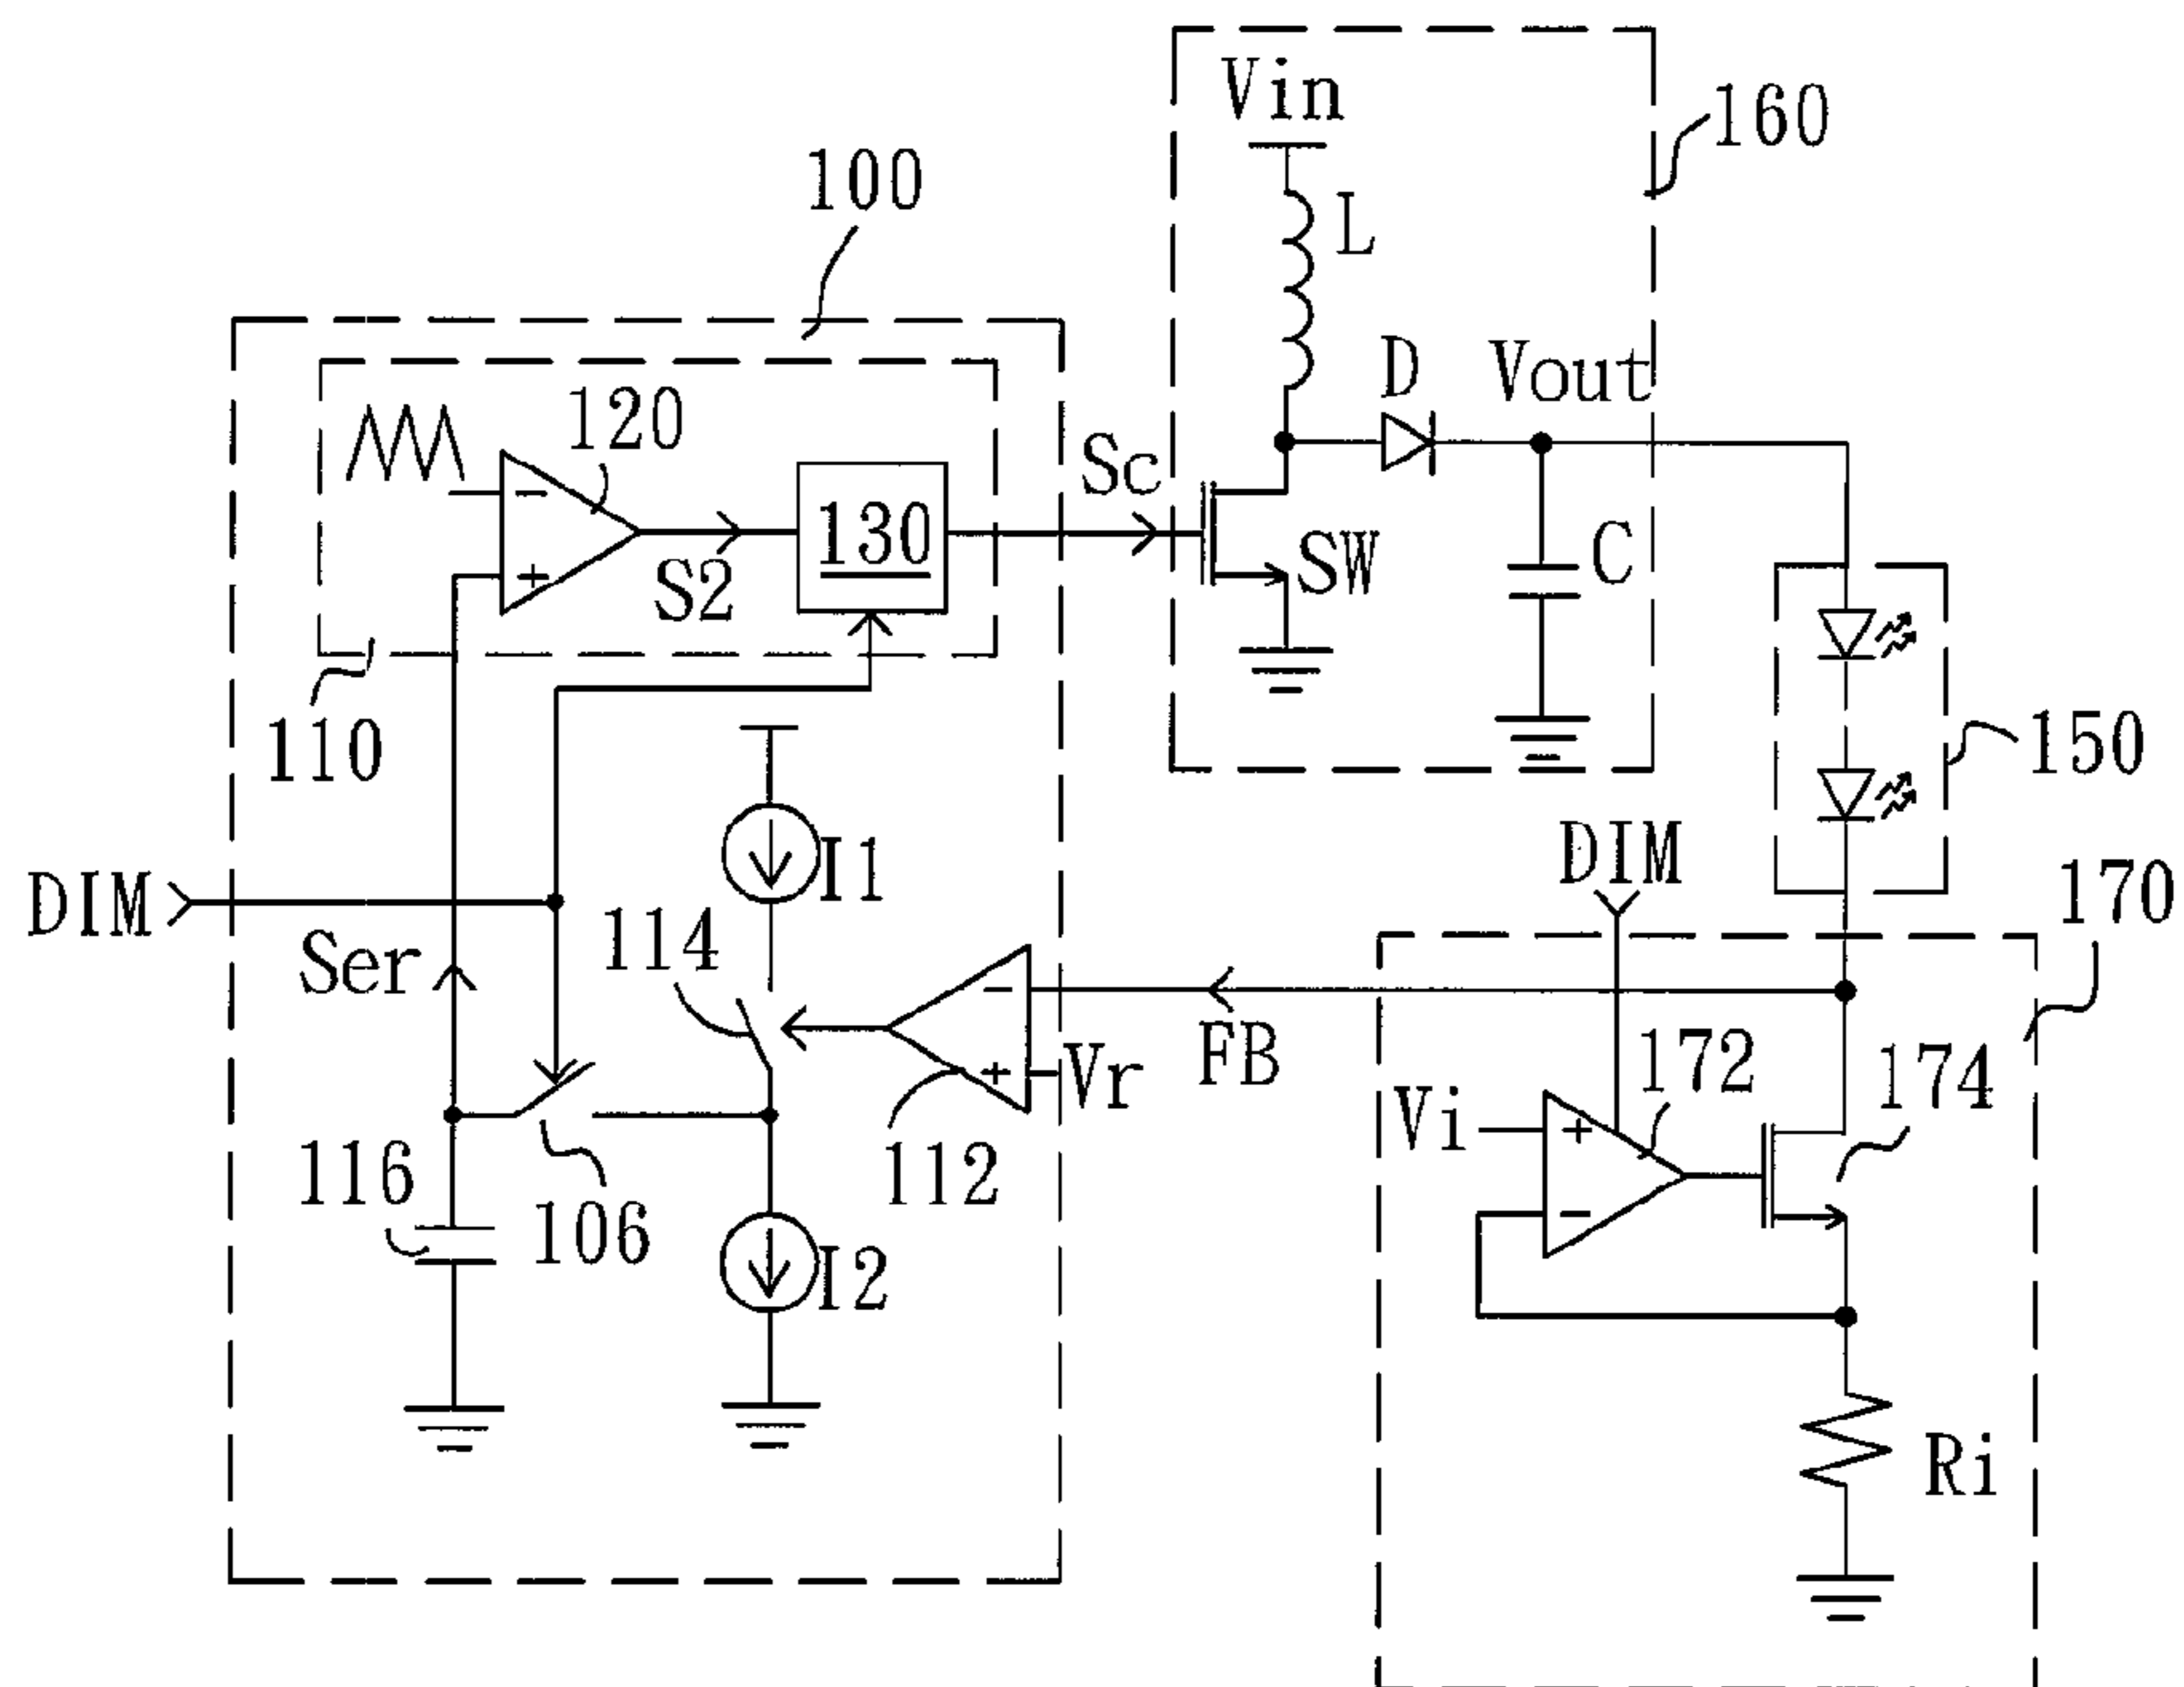 Vin
160
100
L
D
Vout
120
Sc
−
130
SW
C
+
S2
110
150
I1
DIM
DIM
170
114
Ser
−
FB
172
Vr
+
174
Vi
+
116
112
106
−
I2
Ri